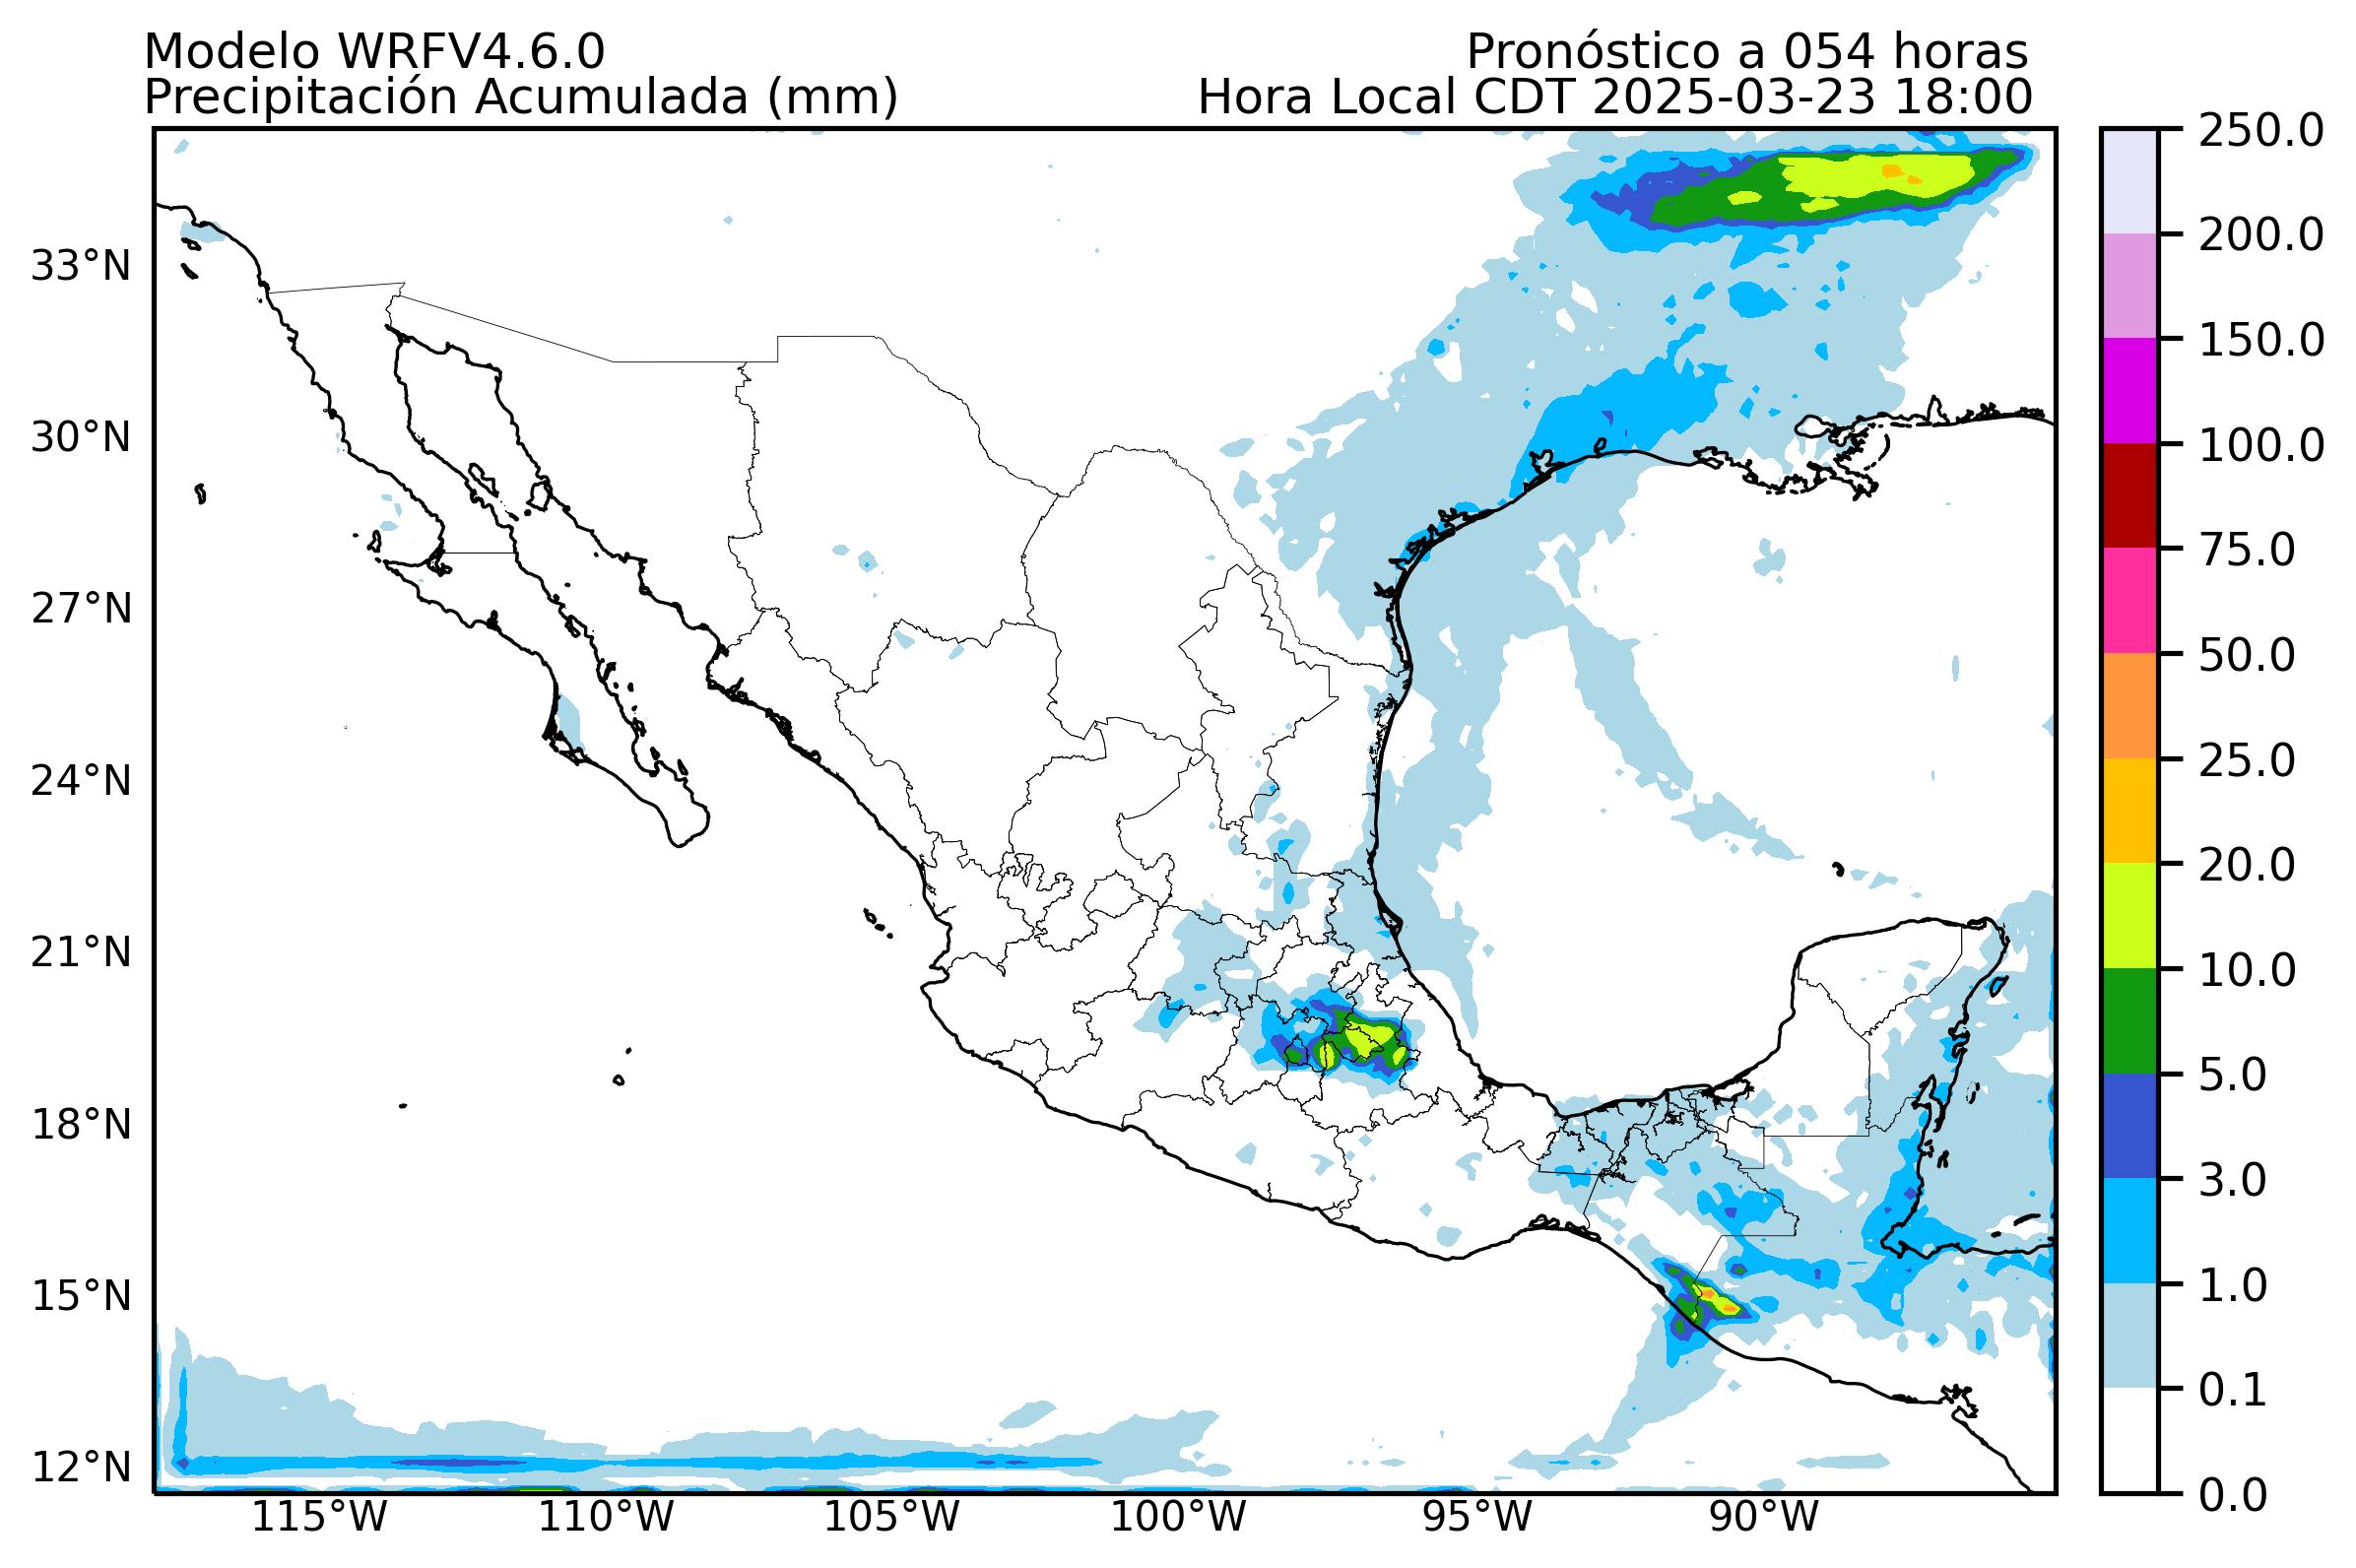 Modelo WRFV4.6.0
Pronóstico a 054 horas
Precipitación Acumulada (mm)
Hora Local CDT 2025-03-23 18:00
33°N
30°N
27°N
24°N
21°N
18°N
15°N
12°N
115°W
110°W
105°W
100°W
95°W
90°W
250.0
200.0
150.0
100.0
75.0
50.0
25.0
20.0
10.0
5.0
3.0
1.0
0.1
0.0